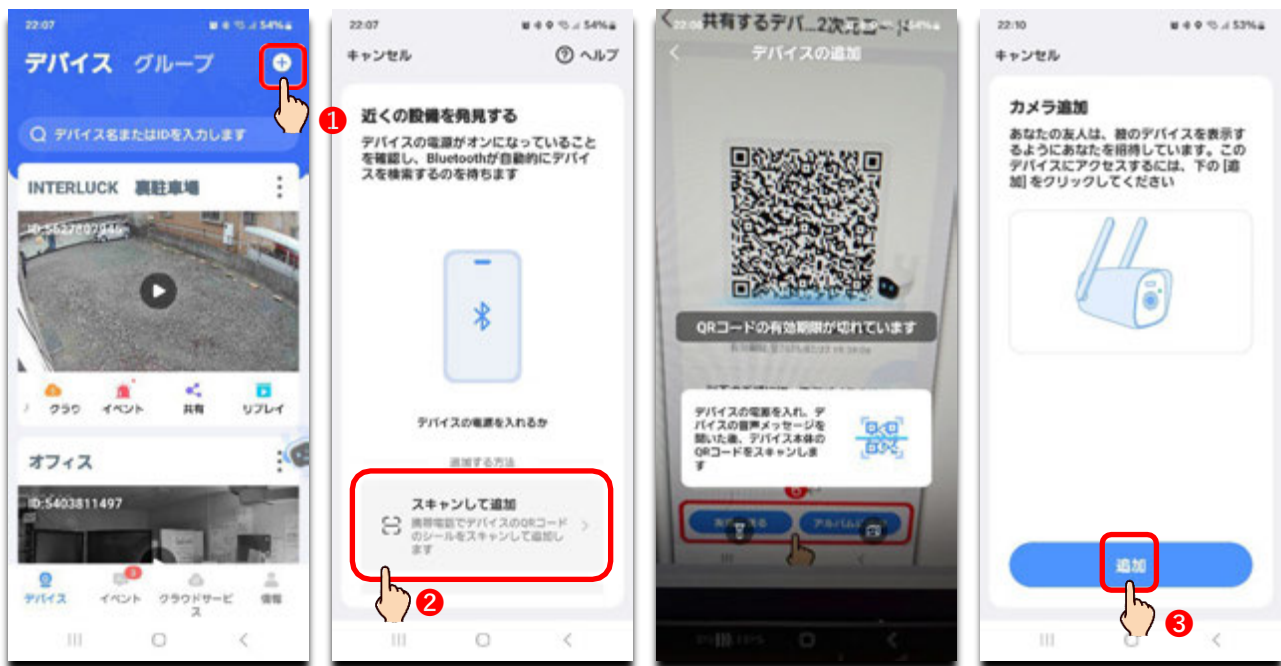 22:07
54%
デバイス グループ
デバイス名またはIDを入力します
INTERLUCK 裏駐車場
ID:5627807946
クラウ イベント 共有 リプレイ
オフィス
ID:5403811497
3
デバイス イベント クラウドサービ
ス
情報
❶
22:07
54%
キャンセル
ヘルプ
近くの設備を発見する
デバイスの電源がオンになっていること
を確認し、Bluetoothが自動的にデバイ
スを検索するのを待ちます
デバイスの電源を入れるか
追加する方法
スキャンして追加
携帯電話でデバイスのQRコード
のシールをスキャンして追加し
ます
❷
共有するデバ...2次元コード
デバイスの追加
QRコードの有効期限が切れています
デバイスの電源を入れ、デ
バイスの音声メッセージを
聞いた後、デバイス本体の
QRコードをスキャンしま
す
22:10
53%
キャンセル
カメラ追加
あなたの友人は、彼のデバイスを表示す
るようにあなたを招待しています。この
デバイスにアクセスするには、下の [追
加] をクリックしてください
追加
❸